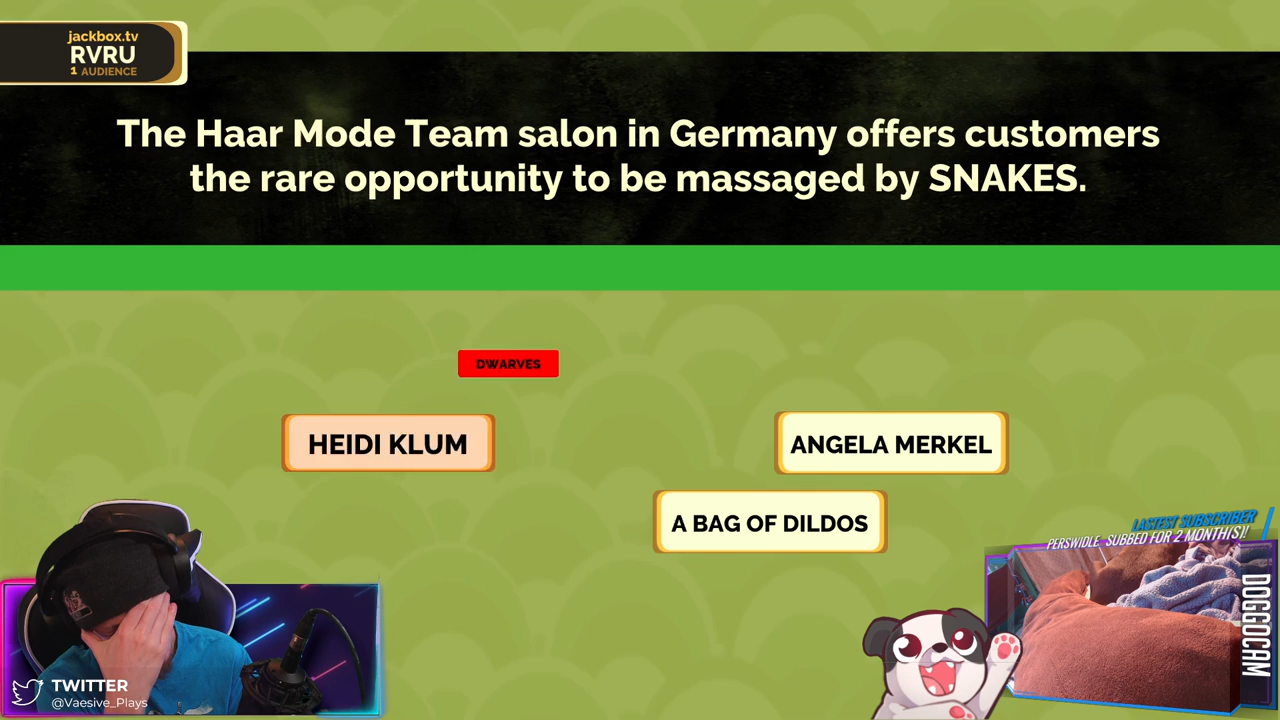 jackbox.tv
RVRU
1 AUDIENCE
The Haar Mode Team salon in Germany offers customers
the rare opportunity to be massaged by SNAKES.
DWARVES
HEIDI KLUM
ANGELA MERKEL
A BAG OF DILDOS
LASTEST SUBSCRIBER
PERSWIDLE SUBBED FOR 2 MONTH(S)!
DOGGOCAM
TWITTER
@Vaesive_Plays